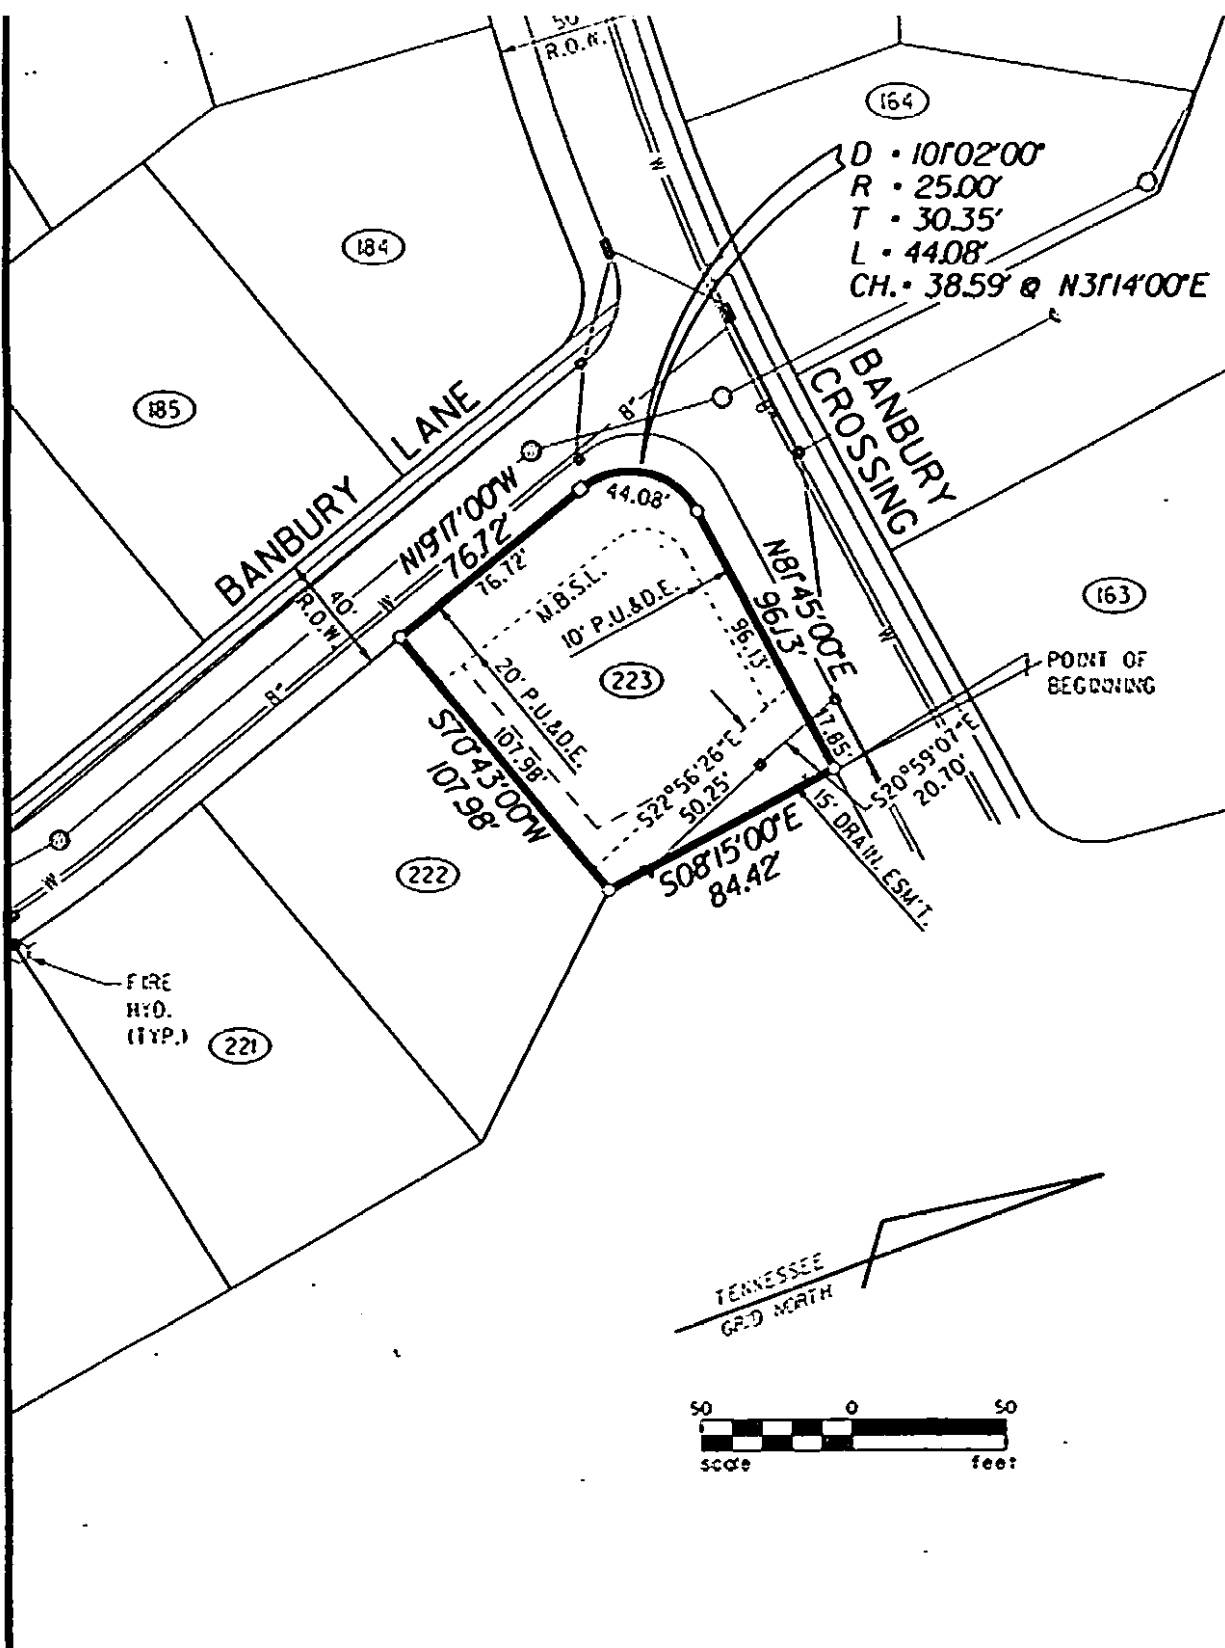 50'
R.O.W.
164
D • 101°02'00"
R • 25.00'
T • 30.35'
L • 44.08'
CH. • 38.59' @ N31°14'00"E
184
185
BANBURY LANE
BANBURY
CROSSING
8"
8"
W
N19°17'00"W
76.72'
76.72'
44.08'
40'
R.O.W.
W
8"
M.B.S.L.
10' P.U.&D.E.
N81°45'00"E
96.13'
96.13'
W
163
223
20' P.U.&D.E.
POINT OF
BEGINNING
S70°43'00"W
107.98'
107.98'
S22°56'26"E
50.25'
17.85'
S20°59'07"E
20.70'
15' DRAIN. ESM'T.
S08°15'00"E
84.42'
W
222
FIRE
HYD.
(TYP.)
221
TENNESSEE
GRID NORTH
50 0 50
scale feet